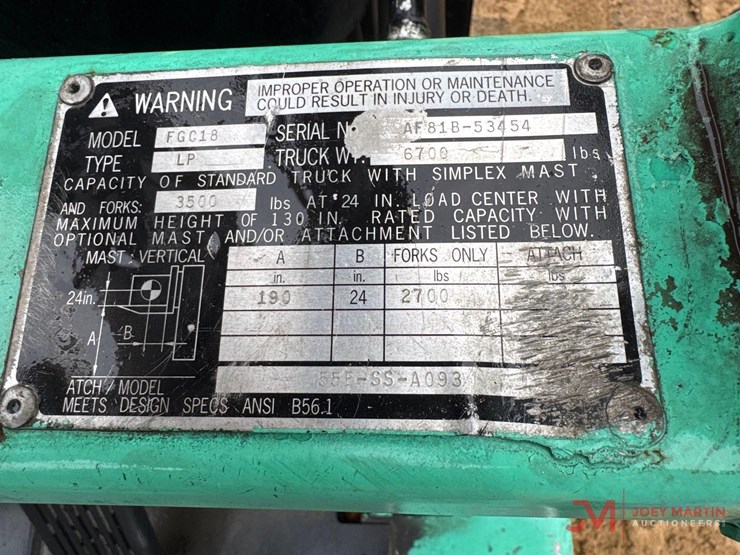 WARNING
IMPROPER OPERATION OR MAINTENANCE
COULD RESULT IN INJURY OR DEATH.
MODEL FGC18 SERIAL N AF81B-53454
TYPE LP TRUCK W 6700 lbs
CAPACITY OF STANDARD TRUCK WITH SIMPLEX MAST
AND FORKS: 3500 lbs AT 24 IN. LOAD CENTER WITH
MAXIMUM HEIGHT OF 130 IN. RATED CAPACITY WITH
OPTIONAL MAST AND/OR ATTACHMENT LISTED BELOW.
MAST: VERTICAL
A B FORKS ONLY ATTACH
in. in. lbs lbs
190 24 2700
24in.
B
A
ATCH/MODEL -SS-A093
MEETS DESIGN SPECS ANSI B56.1
JM JOEY MARTIN
AUCTIONEERS